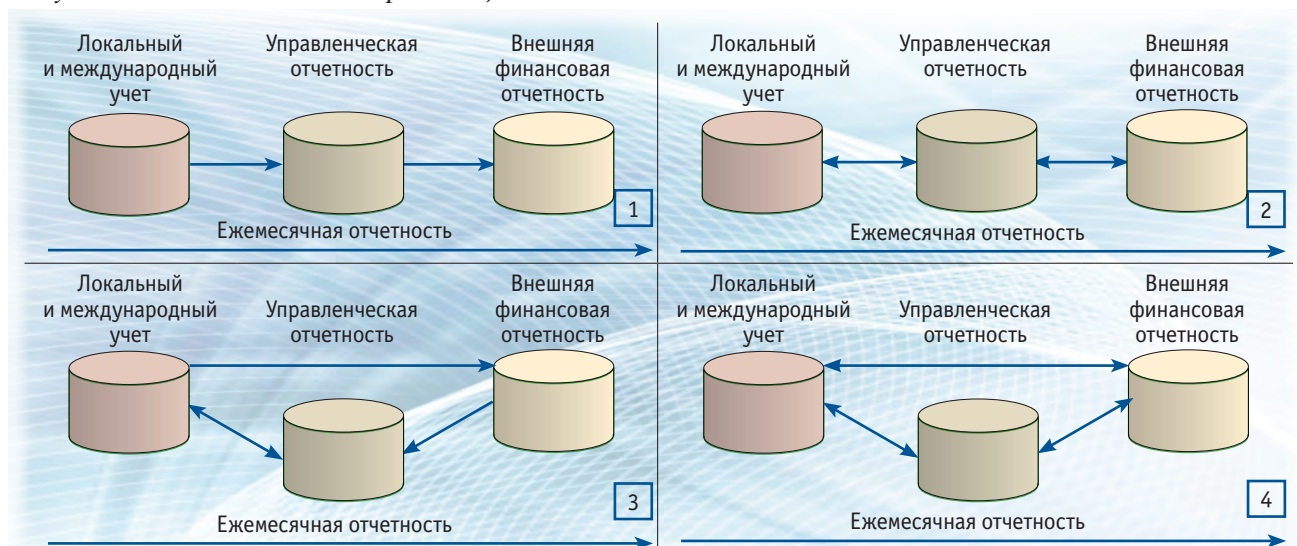 Локальный
и международный
учет
Управленческая
отчетность
Внешняя
финансовая
отчетность
1
Ежемесячная отчетность
Локальный
и международный
учет
Управленческая
отчетность
Внешняя
финансовая
отчетность
2
Ежемесячная отчетность
Локальный
и международный
учет
Управленческая
отчетность
Внешняя
финансовая
отчетность
3
Ежемесячная отчетность
Локальный
и международный
учет
Управленческая
отчетность
Внешняя
финансовая
отчетность
4
Ежемесячная отчетность